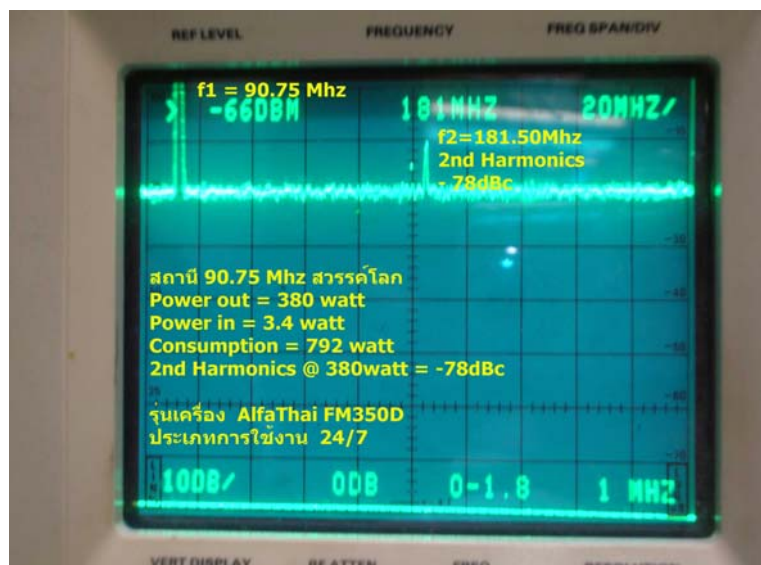 REF LEVEL FREQUENCY FREQ SPAN/DIV
f1 = 90.75 Mhz
-66DBM 181MHZ 20MHZ/
f2=181.50Mhz
2nd Harmonics
- 78dBc
สถานี 90.75 Mhz สวรรค์โลก
Power out = 380 watt
Power in = 3.4 watt
Consumption = 792 watt
2nd Harmonics @ 380watt = -78dBc
รุ่นเครื่อง AlfaThai FM350D
ประเภทการใช้งาน 24/7
10DB/ 0DB 0-1.8 1 MHZ
VERT DISPLAY RF ATTEN FREQ RESOLUTION